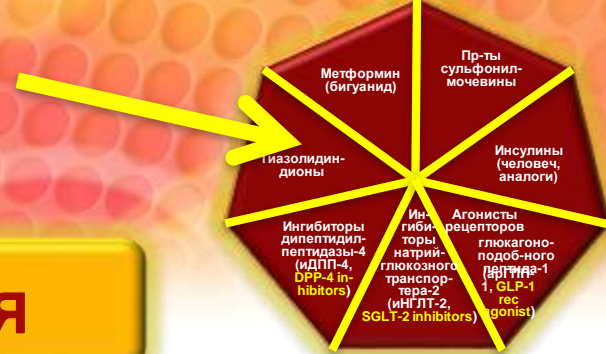 Метформин
(бигуанид)
Пр-ты
сульфонил-
мочевины
Тиазолидин-
дионы
Инсулины
(человеч,
аналоги)
Ингибиторы
дипептидил-
пептидазы-4
(иДПП-4,
DPP-4 in-
hibitors)
Ин-
гиби-
торы
натрий-
глюкозного
транспор-
тера-2
(иНГЛТ-2,
SGLT-2 inhibitors)
Агонисты
рецепторов
глюкагоно-
подоб-ного
пептида-1
1, GLP-1
rec
agonist)
Я